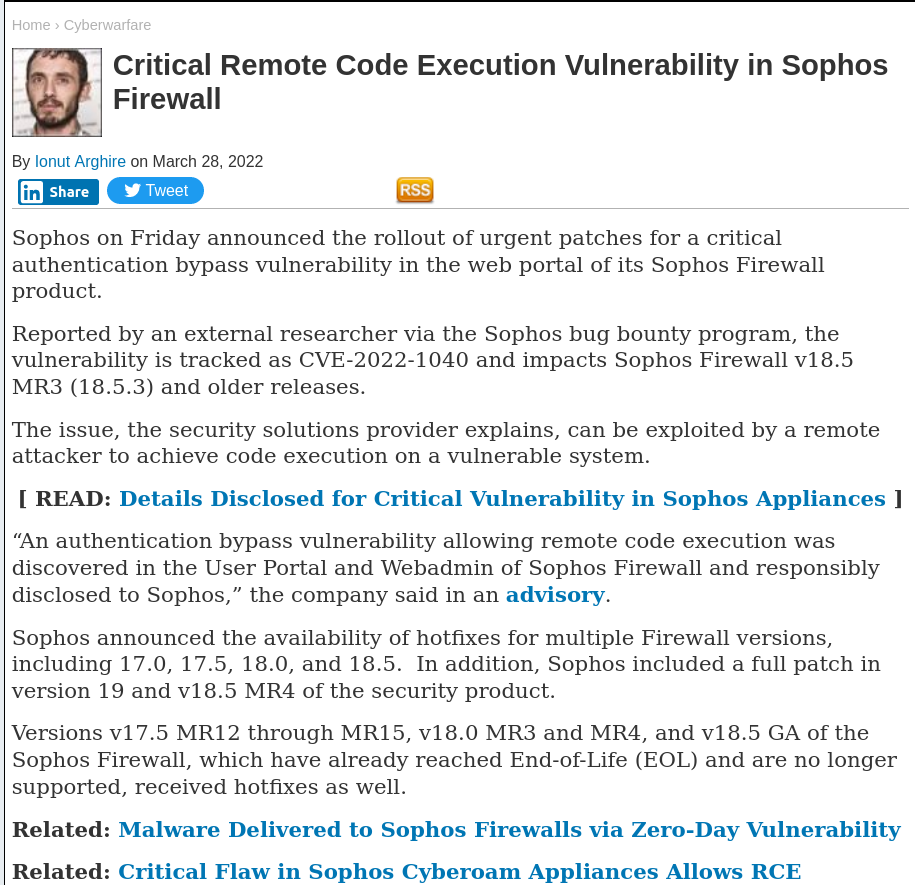 Home › Cyberwarfare
Critical Remote Code Execution Vulnerability in Sophos
Firewall
By Ionut Arghire on March 28, 2022
in Share
Tweet
RSS
Sophos on Friday announced the rollout of urgent patches for a critical
authentication bypass vulnerability in the web portal of its Sophos Firewall
product.
Reported by an external researcher via the Sophos bug bounty program, the
vulnerability is tracked as CVE-2022-1040 and impacts Sophos Firewall v18.5
MR3 (18.5.3) and older releases.
The issue, the security solutions provider explains, can be exploited by a remote
attacker to achieve code execution on a vulnerable system.
[ READ: Details Disclosed for Critical Vulnerability in Sophos Appliances ]
“An authentication bypass vulnerability allowing remote code execution was
discovered in the User Portal and Webadmin of Sophos Firewall and responsibly
disclosed to Sophos,” the company said in an advisory.
Sophos announced the availability of hotfixes for multiple Firewall versions,
including 17.0, 17.5, 18.0, and 18.5.  In addition, Sophos included a full patch in
version 19 and v18.5 MR4 of the security product.
Versions v17.5 MR12 through MR15, v18.0 MR3 and MR4, and v18.5 GA of the
Sophos Firewall, which have already reached End-of-Life (EOL) and are no longer
supported, received hotfixes as well.
Related: Malware Delivered to Sophos Firewalls via Zero-Day Vulnerability
Related: Critical Flaw in Sophos Cyberoam Appliances Allows RCE